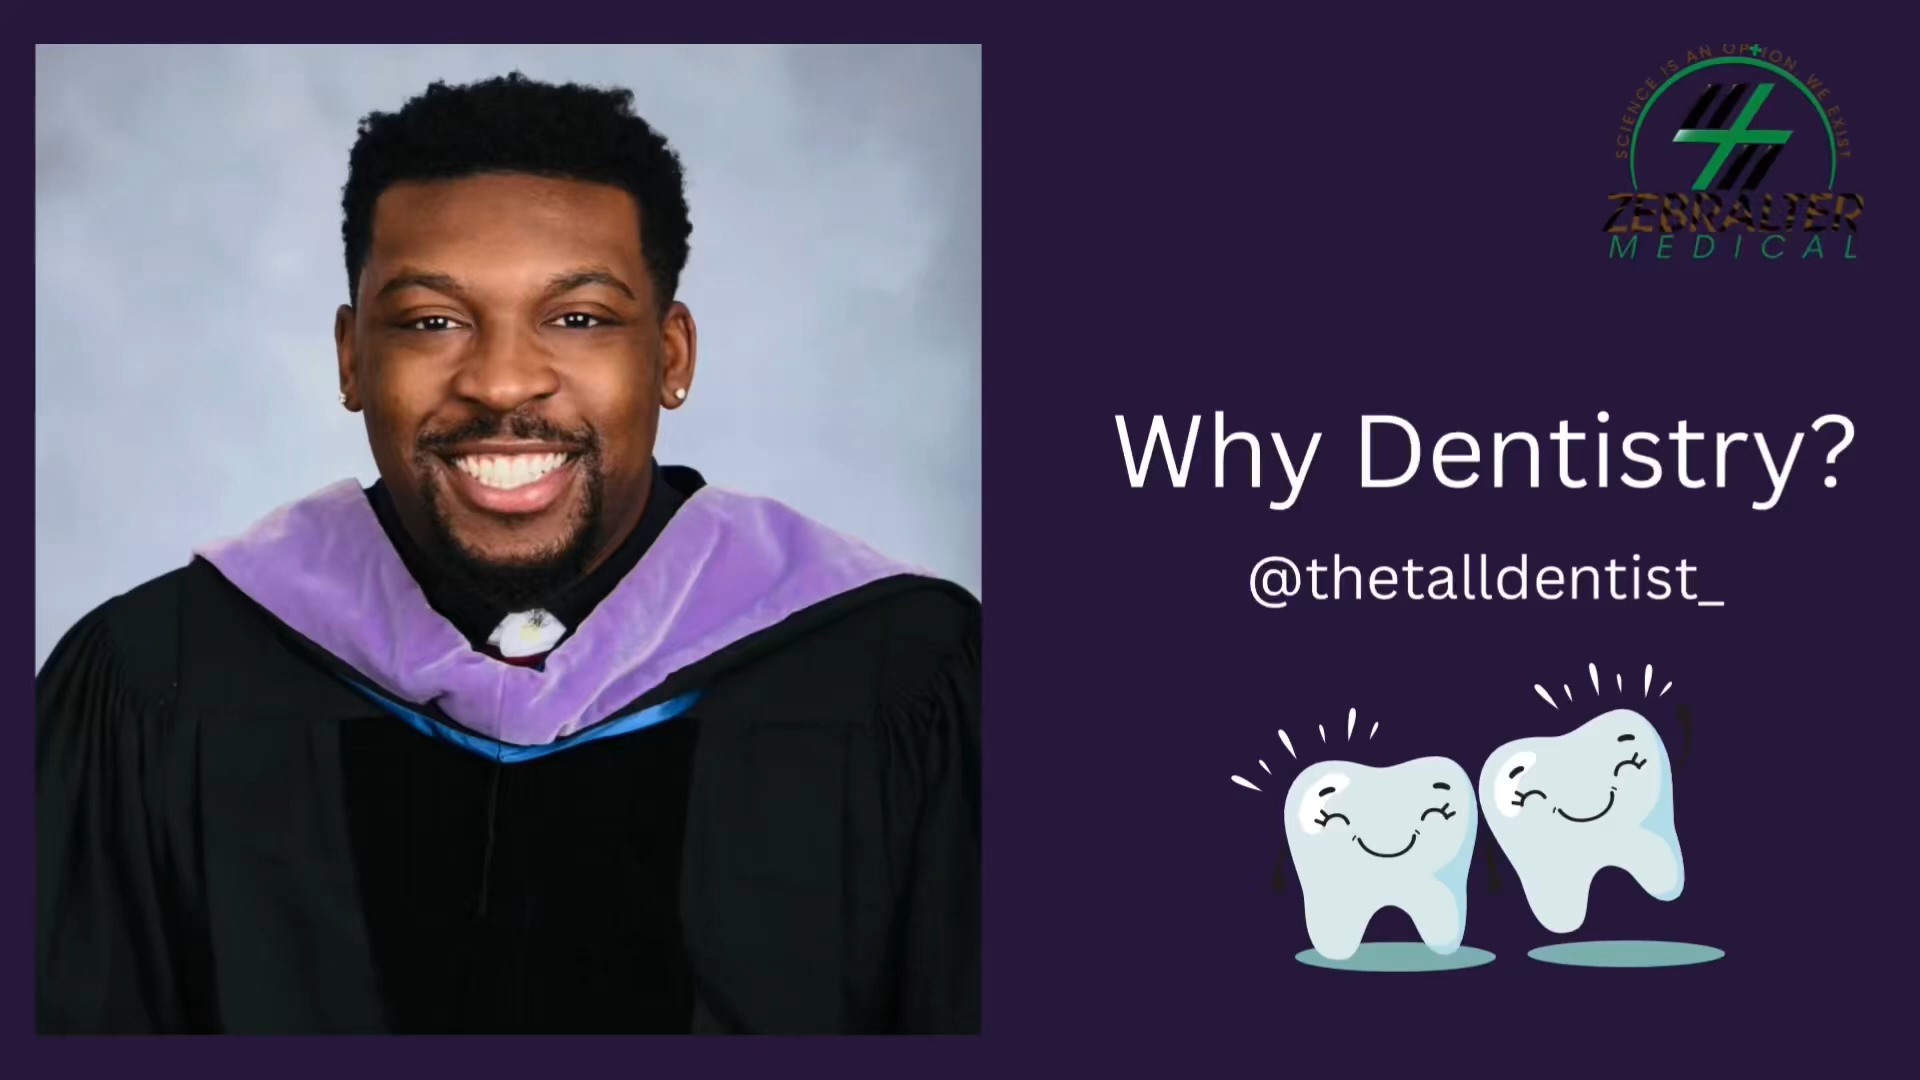 SCIENCE IS AN OPTION, WE EXIST
ZEBRALTER
MEDICAL
Why Dentistry?
@thetalldentist_